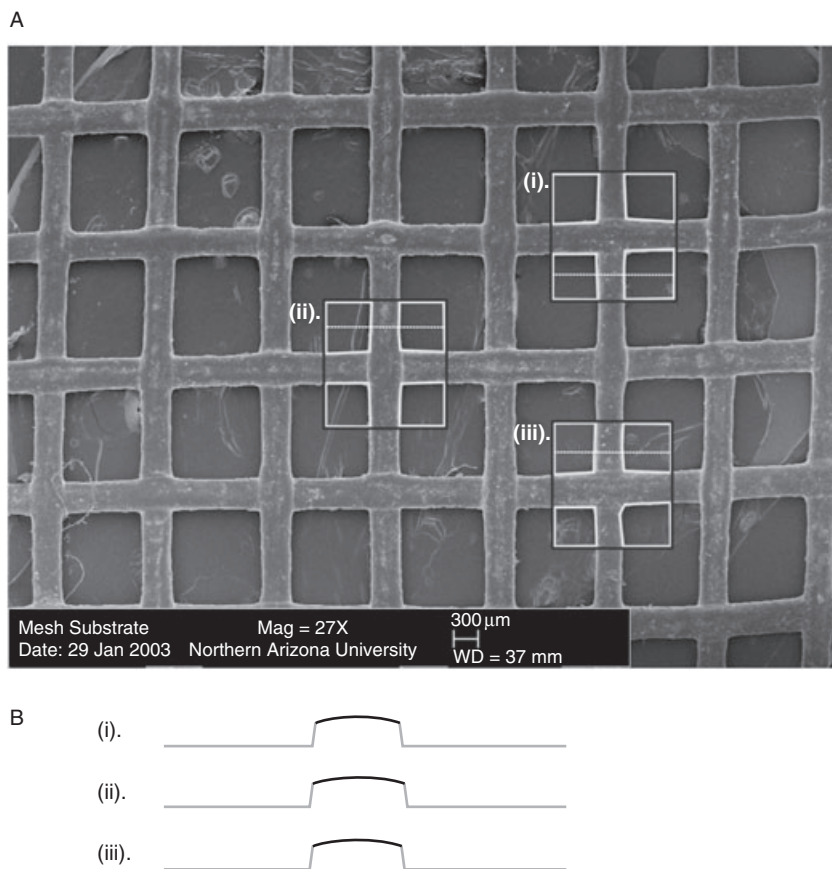 A
(i).
(ii).
(iii).
Mesh Substrate Mag = 27X 300 µm
Date: 29 Jan 2003 Northern Arizona University WD = 37 mm
B
(i).
(ii).
(iii).